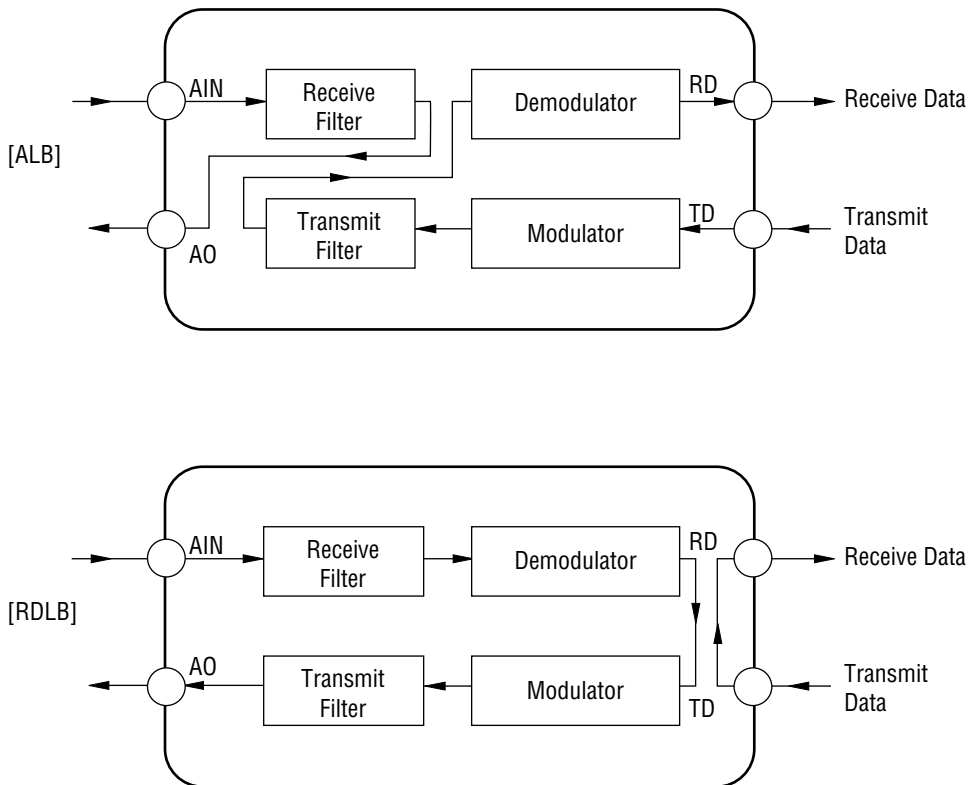 [ALB]
AIN
Receive
Filter
Demodulator
RD
Receive Data
AO
Transmit
Filter
Modulator
TD
Transmit
Data
[RDLB]
AIN
Receive
Filter
Demodulator
RD
Receive Data
AO
Transmit
Filter
Modulator
TD
Transmit
Data